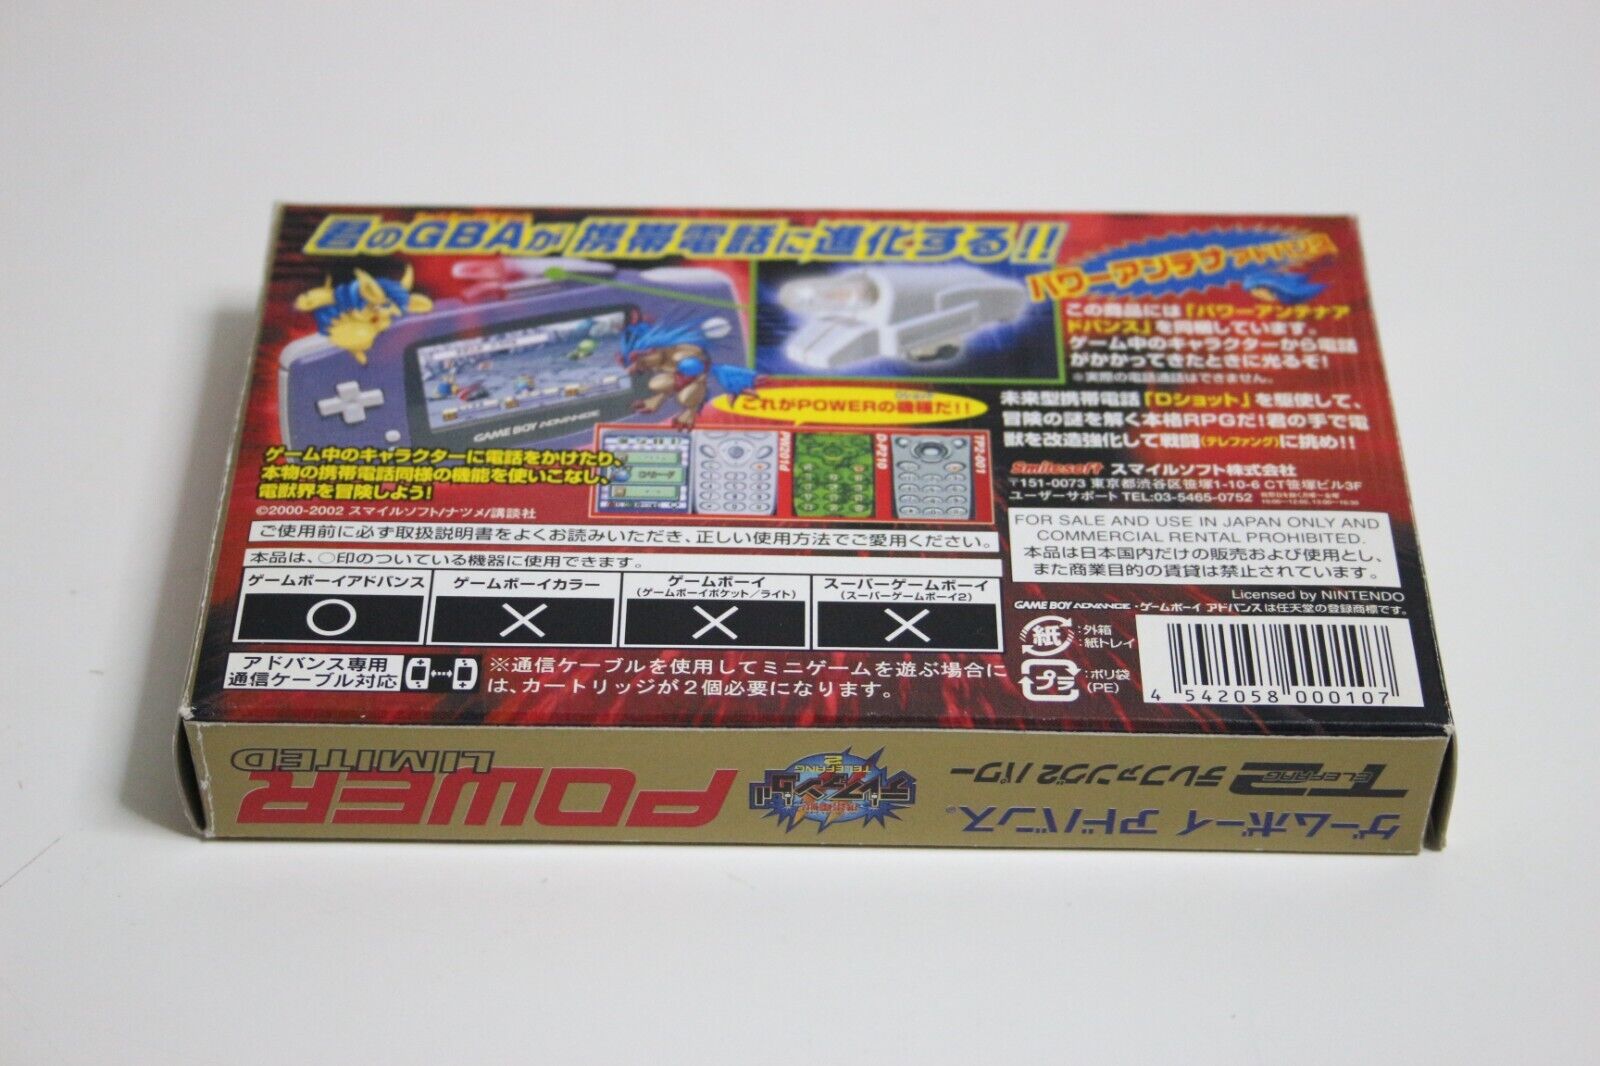 君のGBAが携帯電話に進化する!!
パワーアンテナアドバンス
この商品には「パワーアンテナア
ドバンス」を同梱しています。
ゲーム中のキャラクターから電話
がかかってきたときに光るぞ!
※実際の電話通話はできません。
GAME BOY ADVANCE
これがPOWERの機種だ!!
D-P210
TP2-001
未来型携帯電話「Dショット」を駆使して、
冒険の謎を解く本格RPGだ!君の手で電
獣を改造強化して戦闘(テレファング)に挑め!!
ゲーム中のキャラクターに電話をかけたり、
本物の携帯電話同様の機能を使いこなし、
電獣界を冒険しよう!
©2000-2002 スマイルソフト/ナツメ/講談社
Smilesoft スマイルソフト株式会社
〒151-0073 東京都渋谷区笹塚1-10-6 CT笹塚ビル3F
ユーザーサポート TEL:03-5465-0752
ご使用前に必ず取扱説明書をよくお読みいただき、正しい使用方法でご愛用ください。
本品は、○印のついている機器に使用できます。
ゲームボーイアドバンス
○
ゲームボーイカラー
×
ゲームボーイ
(ゲームボーイポケット/ライト)
×
スーパーゲームボーイ
(スーパーゲームボーイ2)
×
アドバンス専用
通信ケーブル対応
※通信ケーブルを使用してミニゲームを遊ぶ場合に
は、カートリッジが2個必要になります。
FOR SALE AND USE IN JAPAN ONLY AND
COMMERCIAL RENTAL PROHIBITED.
本品は日本国内だけの販売および使用とし、
また商業目的の賃貸は禁止されています。
Licensed by NINTENDO
GAME BOY ADVANCE・ゲームボーイ アドバンスは任天堂の登録商標です。
紙
:外箱
:紙トレイ
プラ
:ポリ袋
(PE)
4 542058 000107
ゲームボーイ アドバンス。
TELEFANG 2 テレファング2 パワー
テレファング
TELEFANG 2
POWER
LIMITED